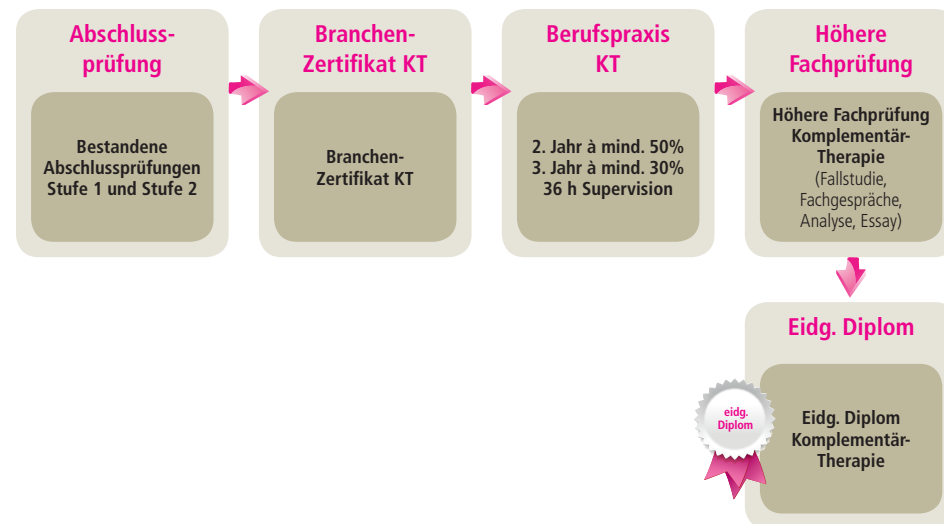 Abschluss-
prüfung
Bestandene
Abschlussprüfungen
Stufe 1 und Stufe 2
Branchen-
Zertifikat KT
Branchen-
Zertifikat KT
Berufspraxis
KT
2. Jahr à mind. 50%
3. Jahr à mind. 30%
36 h Supervision
Höhere
Fachprüfung
Höhere Fachprüfung
Komplementär-
Therapie
(Fallstudie,
Fachgespräche,
Analyse, Essay)
Eidg. Diplom
eidg.
Diplom
Eidg. Diplom
Komplementär-
Therapie